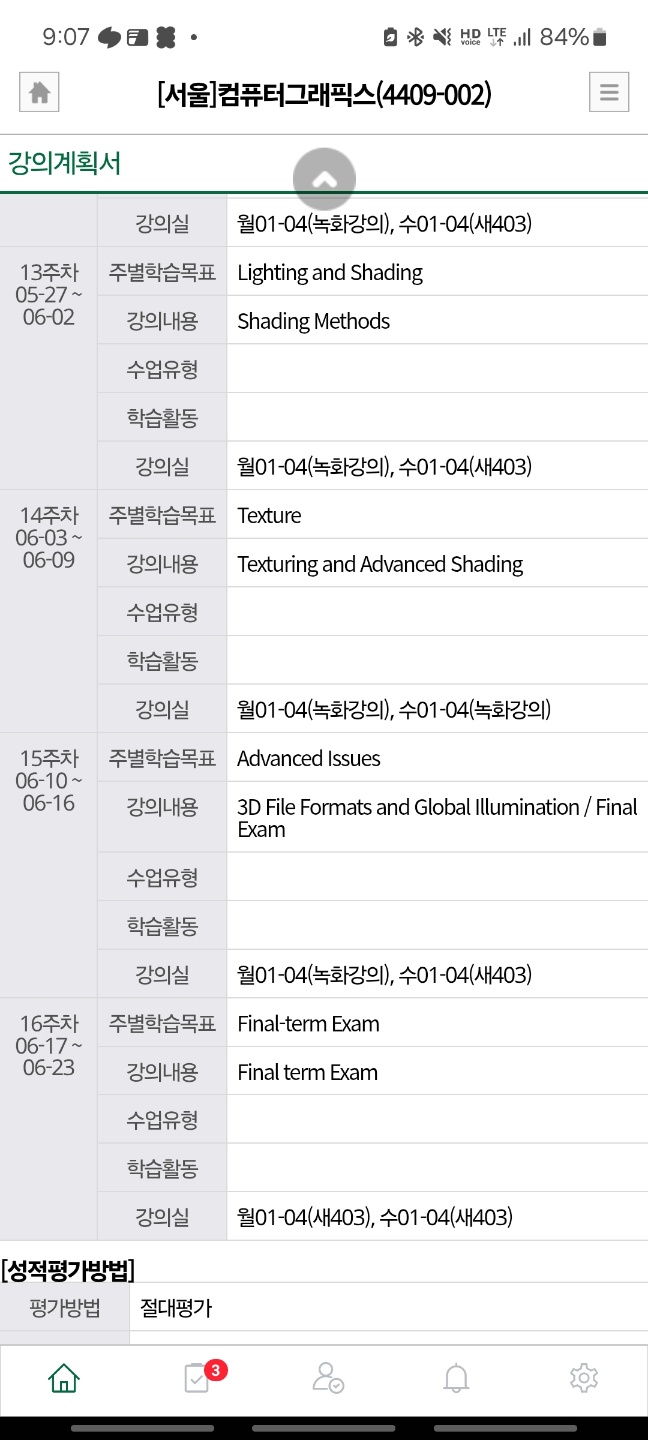 9:07
HD voice LTE 84%
[서울]컴퓨터그래픽스(4409-002)
강의계획서
강의실 월01-04(녹화강의), 수01-04(새403)
13주차 05-27 ~ 06-02
주별학습목표 Lighting and Shading
강의내용 Shading Methods
수업유형
학습활동
강의실 월01-04(녹화강의), 수01-04(새403)
14주차 06-03 ~ 06-09
주별학습목표 Texture
강의내용 Texturing and Advanced Shading
수업유형
학습활동
강의실 월01-04(녹화강의), 수01-04(녹화강의)
15주차 06-10 ~ 06-16
주별학습목표 Advanced Issues
강의내용 3D File Formats and Global Illumination / Final
Exam
수업유형
학습활동
강의실 월01-04(녹화강의), 수01-04(새403)
16주차 06-17 ~ 06-23
주별학습목표 Final-term Exam
강의내용 Final term Exam
수업유형
학습활동
강의실 월01-04(새403), 수01-04(새403)
[성적평가방법]
평가방법 절대평가
3